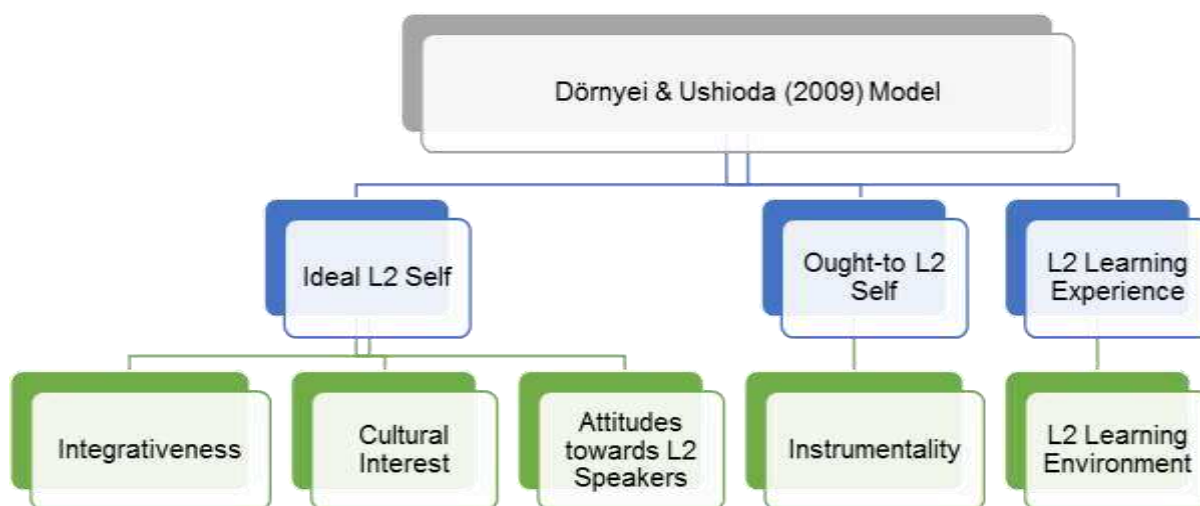 Dörnyei & Ushioda (2009) Model
Ideal L2 Self
Ought-to L2
Self
L2 Learning
Experience
Integrativeness
Cultural
Interest
Attitudes
towards L2
Speakers
Instrumentality
L2 Learning
Environment